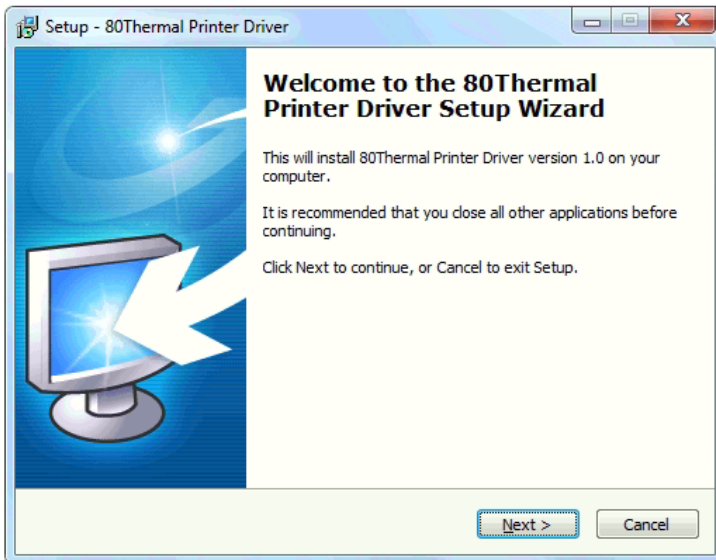 Setup - 80Thermal Printer Driver
Welcome to the 80Thermal
Printer Driver Setup Wizard
This will install 80Thermal Printer Driver version 1.0 on your
computer.
It is recommended that you close all other applications before
continuing.
Click Next to continue, or Cancel to exit Setup.
Next >
Cancel